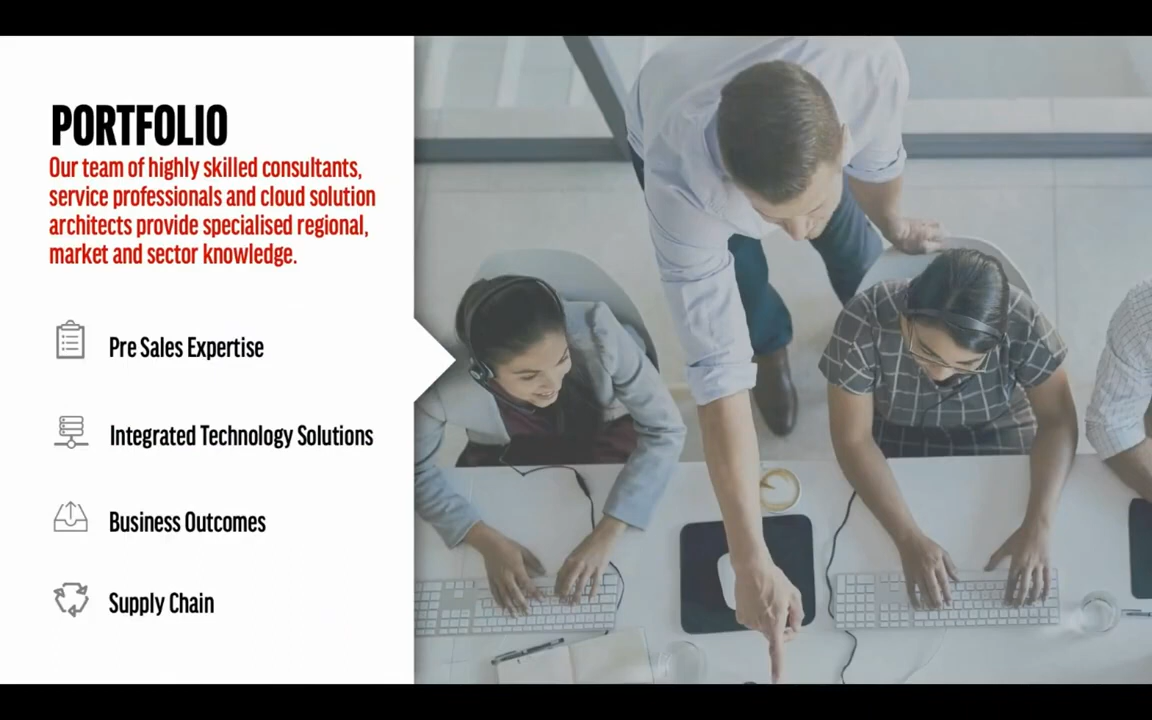 PORTFOLIO
Our team of highly skilled consultants,
service professionals and cloud solution
architects provide specialised regional,
market and sector knowledge.
Pre Sales Expertise
Integrated Technology Solutions
Business Outcomes
Supply Chain